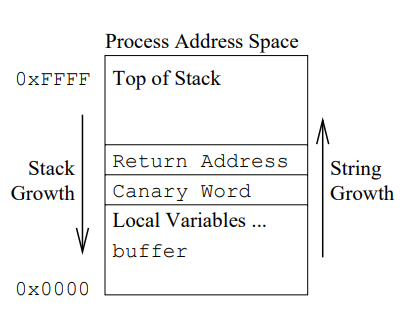 Process Address Space
0xFFFF
Top of Stack
Return Address
Canary Word
Local Variables ...
buffer
0x0000
Stack
Growth
String
Growth